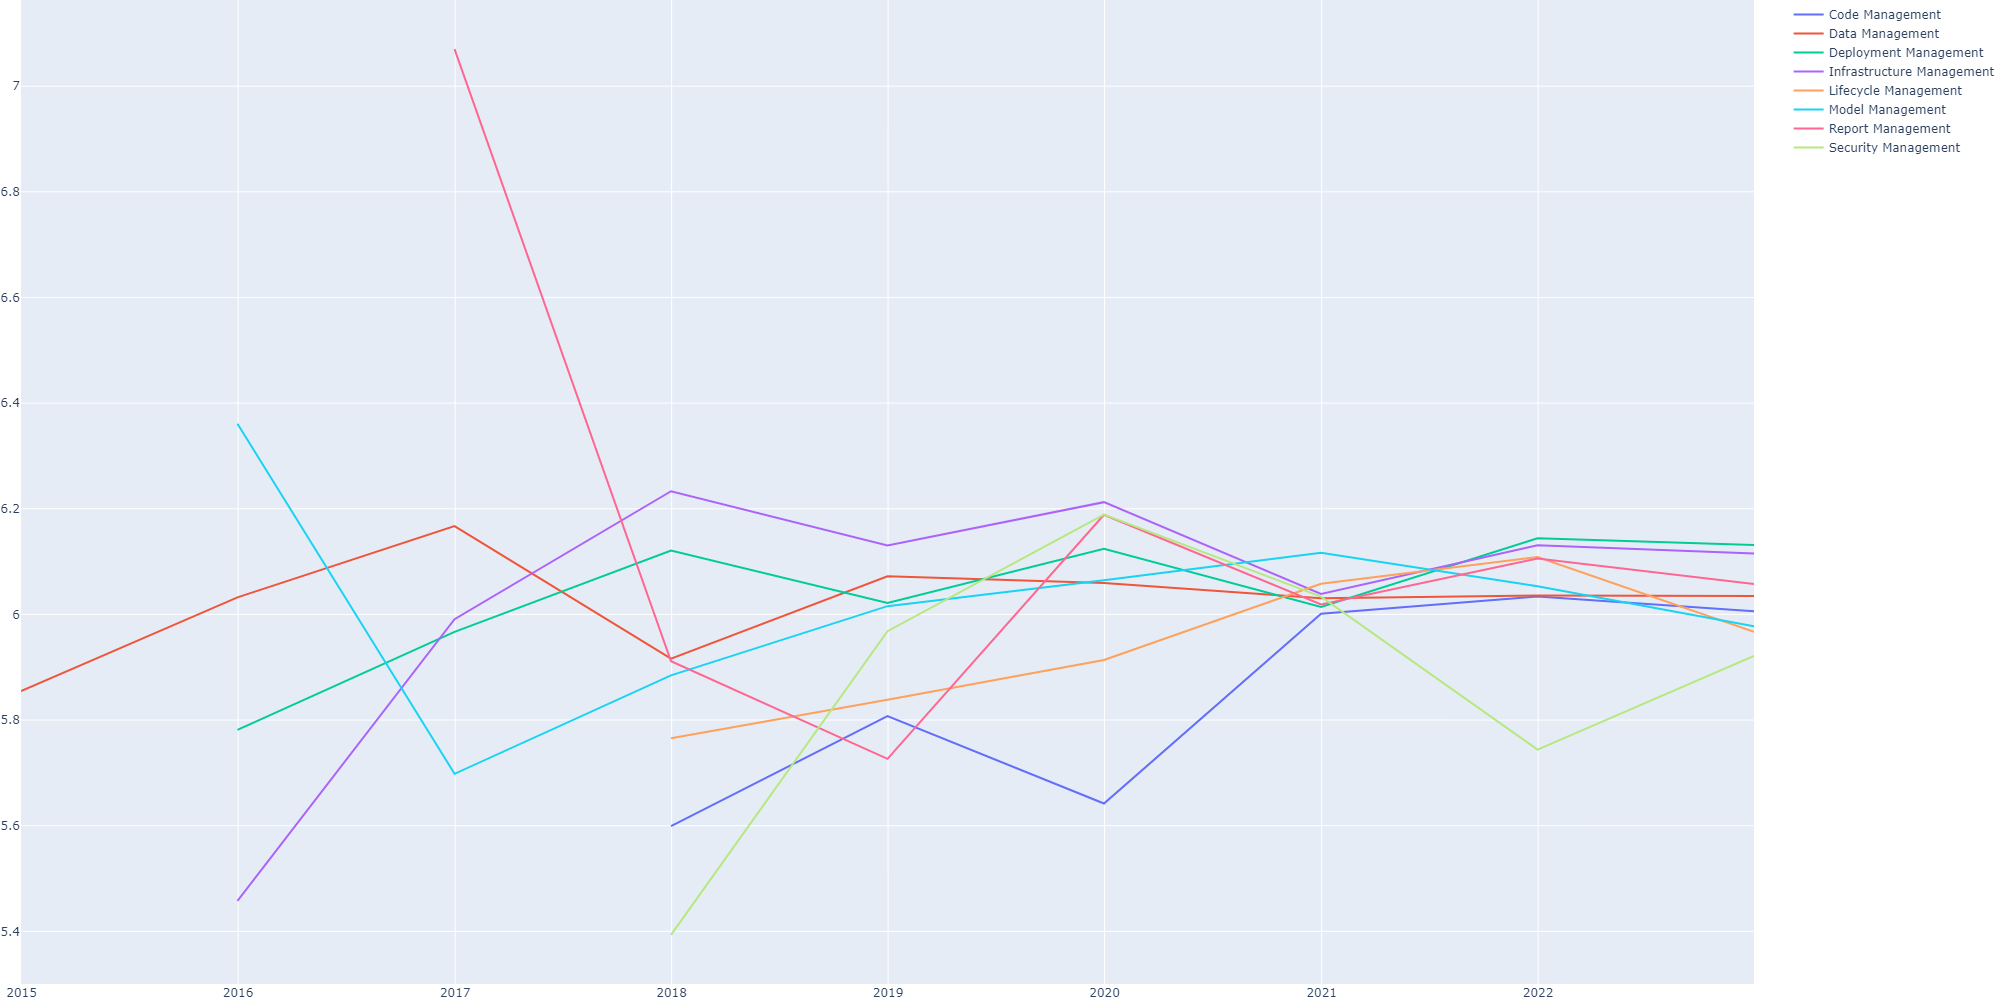 7
6.8
6.6
6.4
6.2
6
5.8
5.6
5.4
2015 2016 2017 2018 2019 2020 2021 2022
Code Management
Data Management
Deployment Management
Infrastructure Management
Lifecycle Management
Model Management
Report Management
Security Management